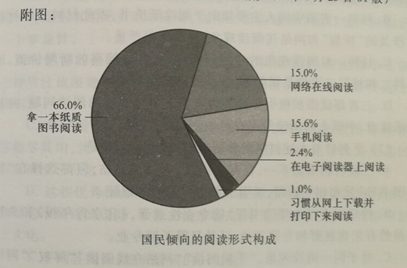 附图：
15.0%
网络在线阅读
66.0%
拿一本纸质
图书阅读
15.6%
手机阅读
2.4%
在电子阅读器上阅读
1.0%
习惯从网上下载并
打印下来阅读
国民倾向的阅读形式构成